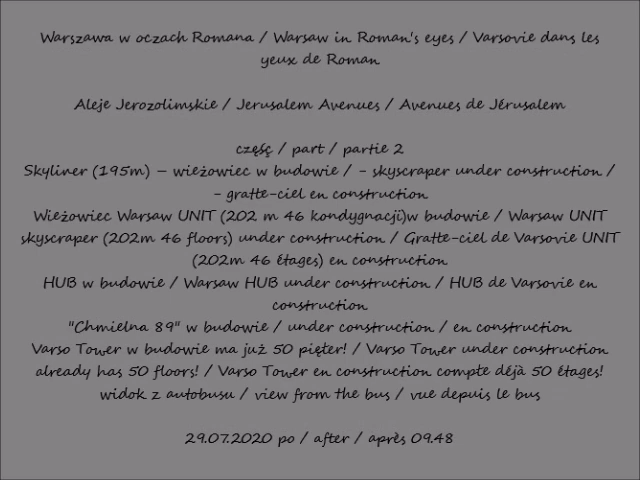 Warszawa w oczach Romana / Warsaw in Roman's eyes / Varsovie dans les
yeux de Roman
Aleje Jerozolimskie / Jerusalem Avenues / Avenues de Jérusalem
częśç / part / partie 2
Skyliner (195m) – wieżowiec w budowie / - skyscraper under construction /
- gratte-ciel en construction
Wieżowiec Warsaw UNIT (202 m 46 kondygnacji)w budowie / Warsaw UNIT
skyscraper (202m 46 floors) under construction / Gratte-ciel de Varsovie UNIT
(202m 46 étages) en construction
HUB w budowie / Warsaw HUB under construction / HUB de Varsovie en
construction
"Chmielna 89" w budowie / under construction / en construction
Varso Tower w budowie ma już 50 pięter! / Varso Tower under construction
already has 50 floors! / Varso Tower en construction compte déjà 50 étages!
widok z autobusu / view from the bus / vue depuis le bus
29.07.2020 po / after / après 09.48